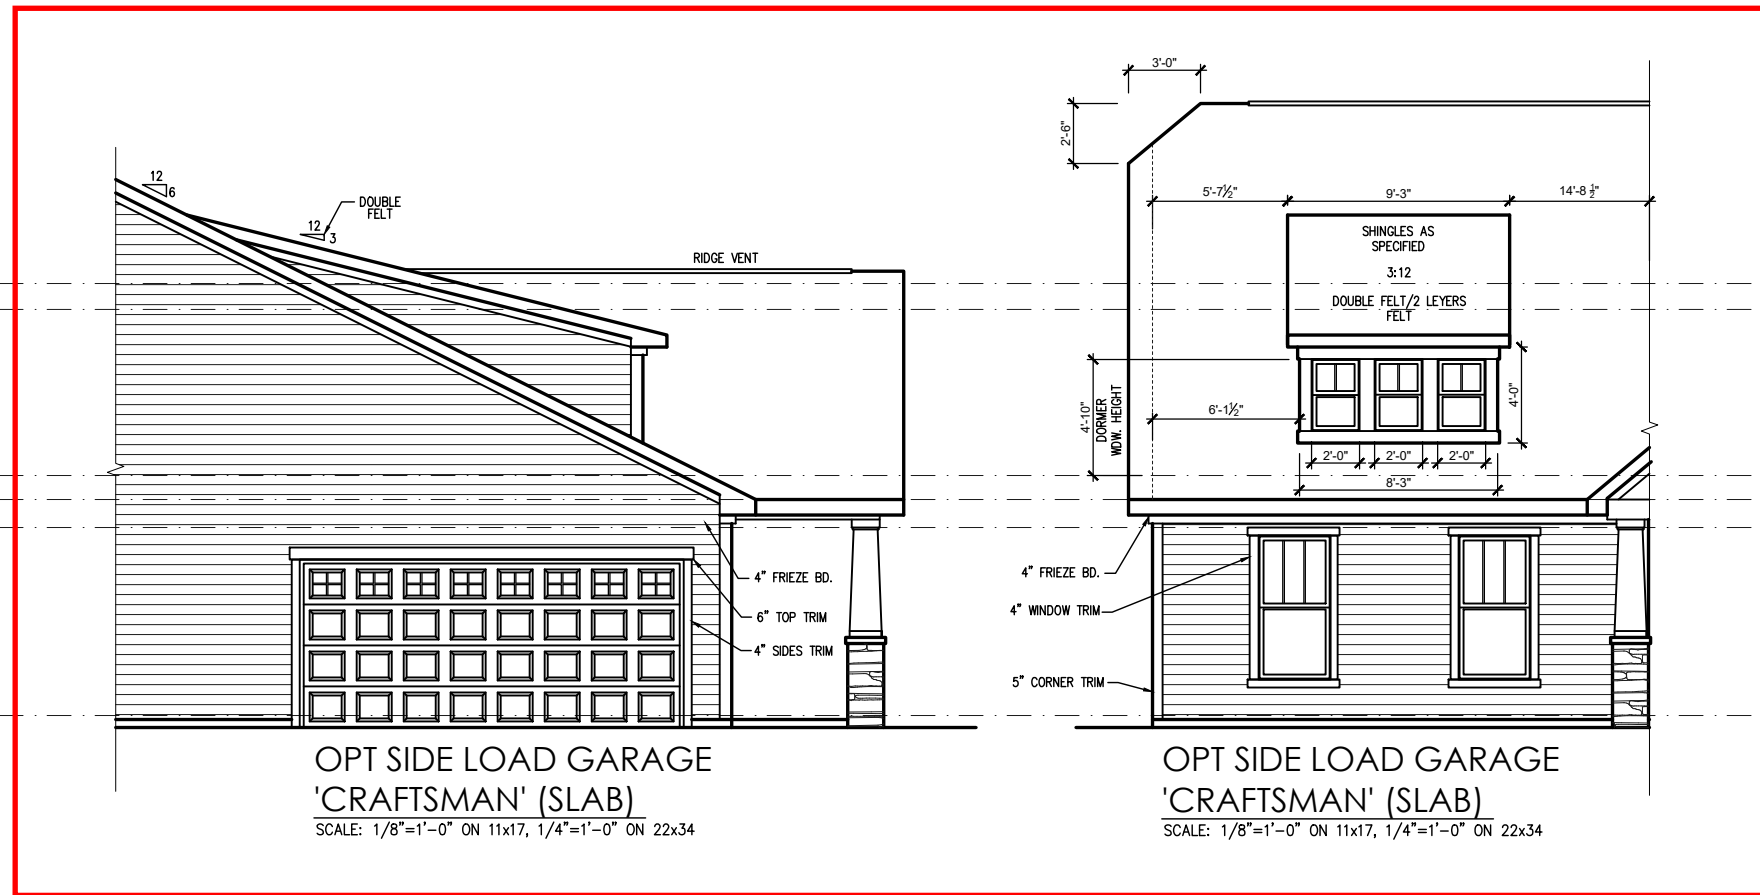 12
6
DOUBLE
FELT
12
3
RIDGE VENT
4" FRIEZE BD.
6" TOP TRIM
4" SIDES TRIM
OPT SIDE LOAD GARAGE
'CRAFTSMAN' (SLAB)
SCALE: 1/8"=1'-0" ON 11x17, 1/4"=1'-0" ON 22x34
3'-0"
2'-6"
5'-7½"
9'-3"
14'-8 ½"
SHINGLES AS
SPECIFIED
3:12
DOUBLE FELT/2 LEYERS
FELT
4'-10"
DORMER
WDW. HEIGHT
6'-1½"
4'-0"
2'-0"
2'-0"
2'-0"
8'-3"
4" FRIEZE BD.
4" WINDOW TRIM
5" CORNER TRIM
OPT SIDE LOAD GARAGE
'CRAFTSMAN' (SLAB)
SCALE: 1/8"=1'-0" ON 11x17, 1/4"=1'-0" ON 22x34